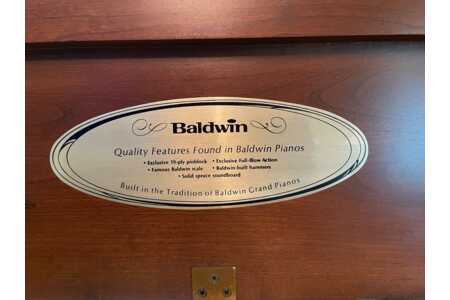 Baldwin
Quality Features Found in Baldwin Pianos
• Exclusive 19-ply pinblock • Exclusive Full-Blow Action
• Famous Baldwin scale • Baldwin-built hammers
• Solid spruce soundboard
Built in the Tradition of Baldwin Grand Pianos